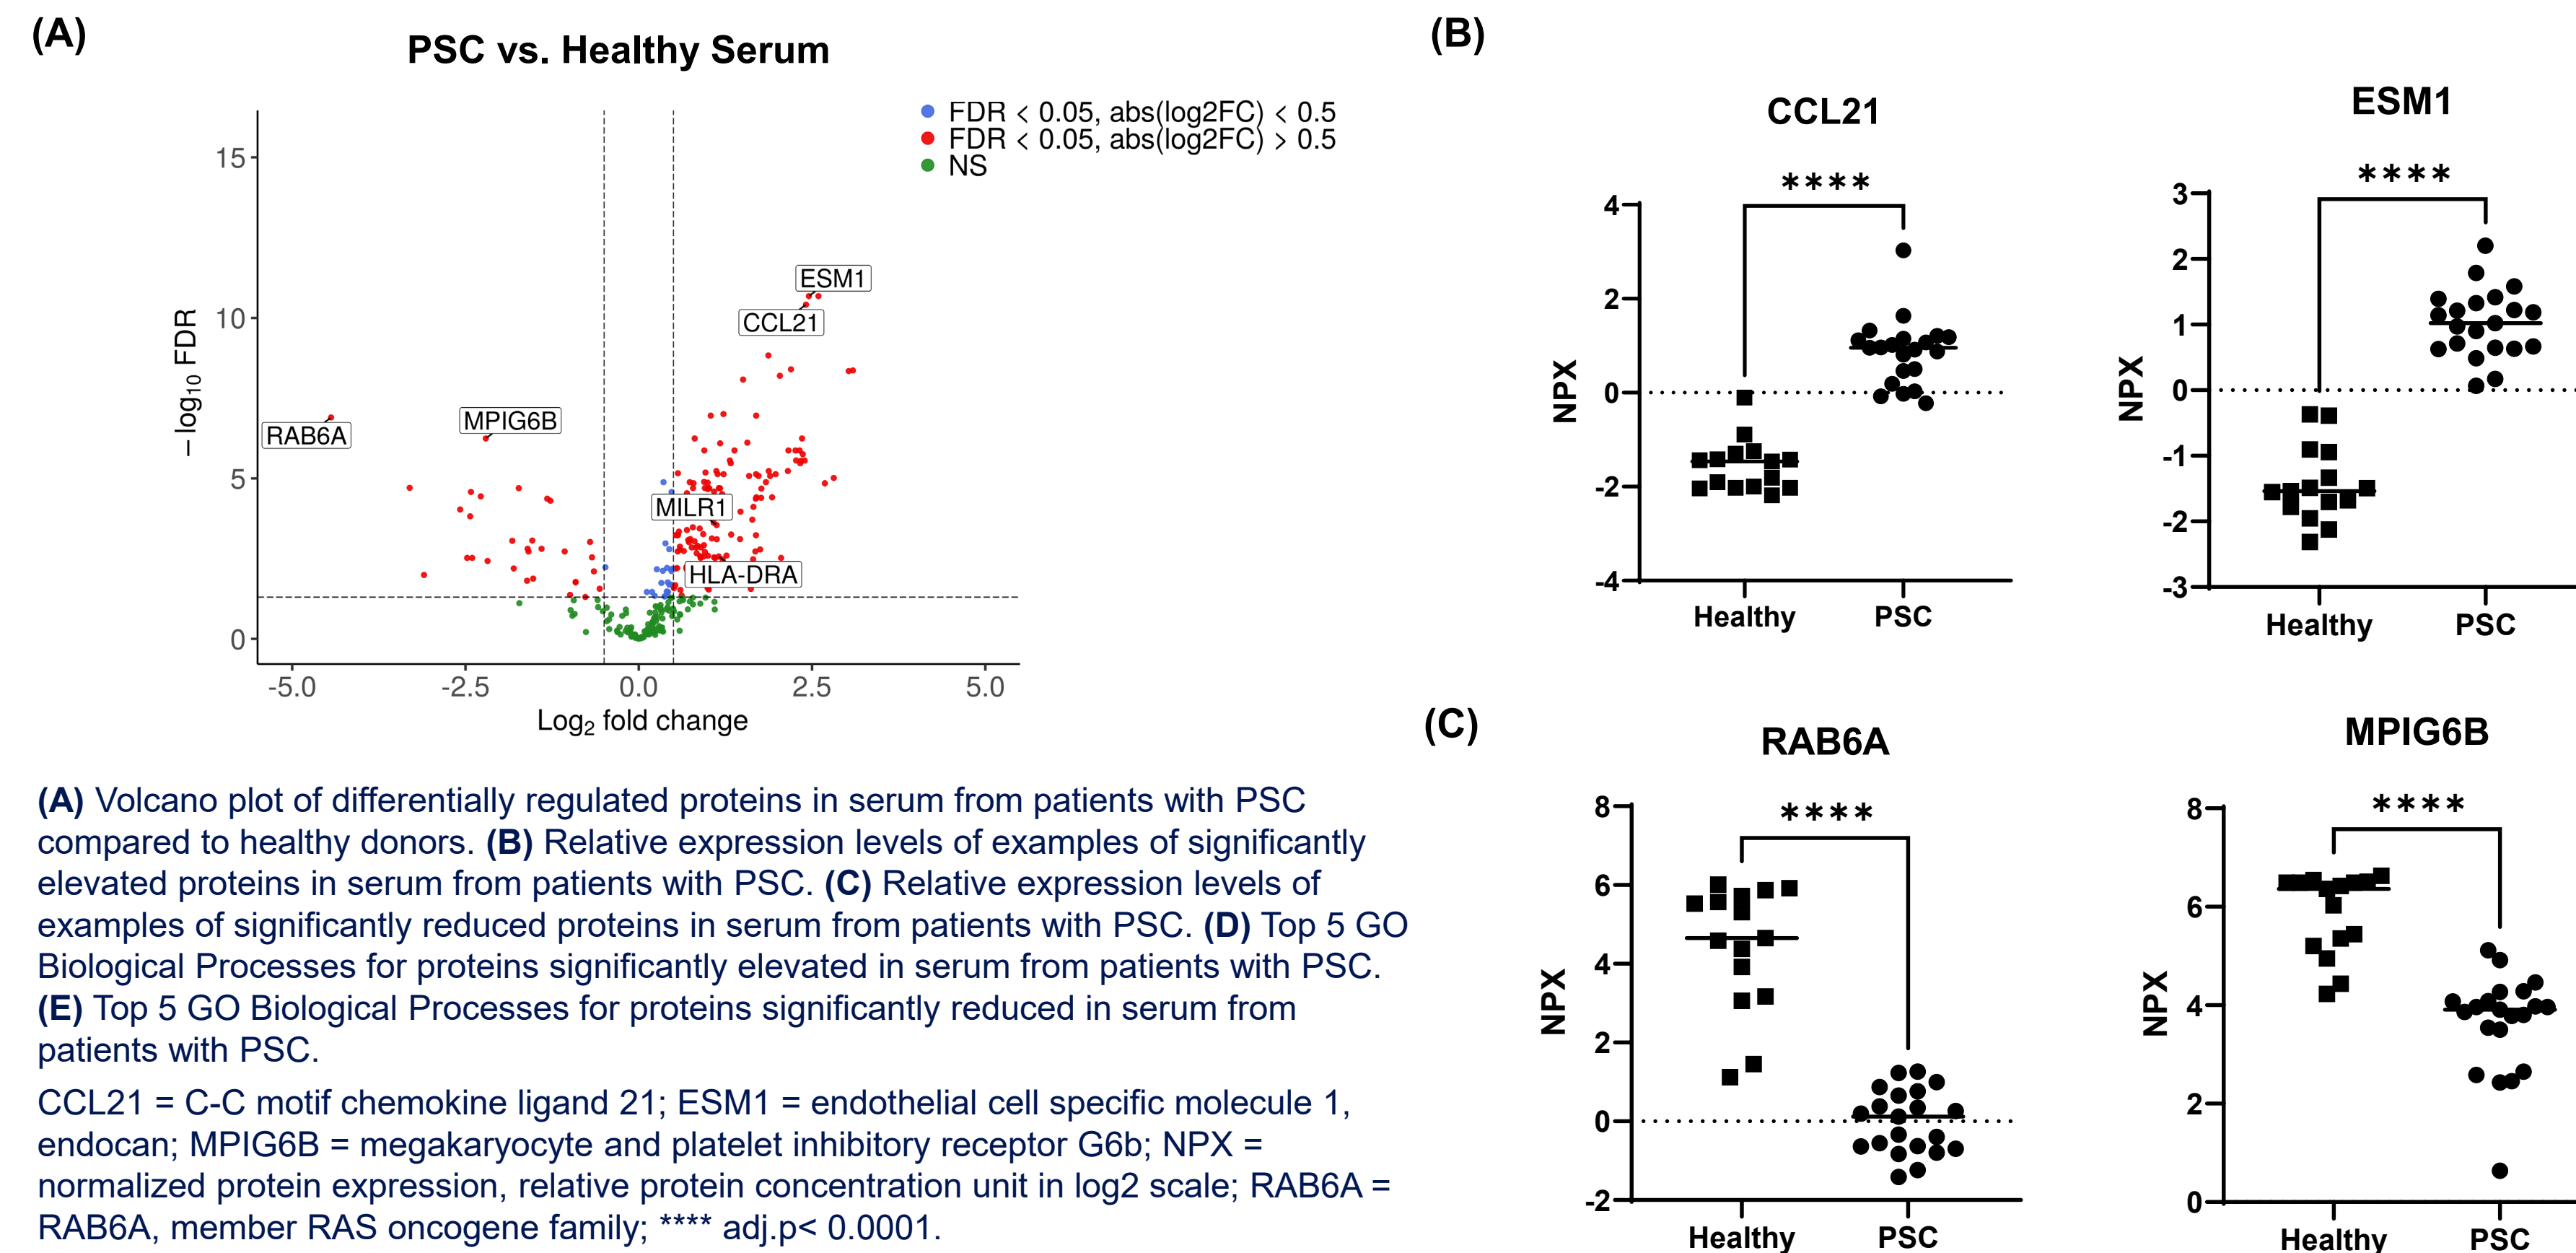 (A)
PSC vs. Healthy Serum
FDR < 0.05, abs(log2FC) < 0.5
FDR < 0.05, abs(log2FC) > 0.5
NS
15
10
5
0
− log10 FDR
ESM1
CCL21
RAB6A
MPIG6B
MILR1
HLA-DRA
-5.0
-2.5
0.0
2.5
5.0
Log2 fold change
(A) Volcano plot of differentially regulated proteins in serum from patients with PSC
compared to healthy donors. (B) Relative expression levels of examples of significantly
elevated proteins in serum from patients with PSC. (C) Relative expression levels of
examples of significantly reduced proteins in serum from patients with PSC. (D) Top 5 GO
Biological Processes for proteins significantly elevated in serum from patients with PSC.
(E) Top 5 GO Biological Processes for proteins significantly reduced in serum from
patients with PSC.
CCL21 = C-C motif chemokine ligand 21; ESM1 = endothelial cell specific molecule 1,
endocan; MPIG6B = megakaryocyte and platelet inhibitory receptor G6b; NPX =
normalized protein expression, relative protein concentration unit in log2 scale; RAB6A =
RAB6A, member RAS oncogene family; **** adj.p< 0.0001.
(B)
CCL21
****
4
2
0
-2
-4
NPX
Healthy
PSC
ESM1
****
3
2
1
0
-1
-2
-3
NPX
Healthy
PSC
(C)
RAB6A
****
8
6
4
2
0
-2
NPX
Healthy
PSC
MPIG6B
****
8
6
4
2
0
NPX
Healthy
PSC